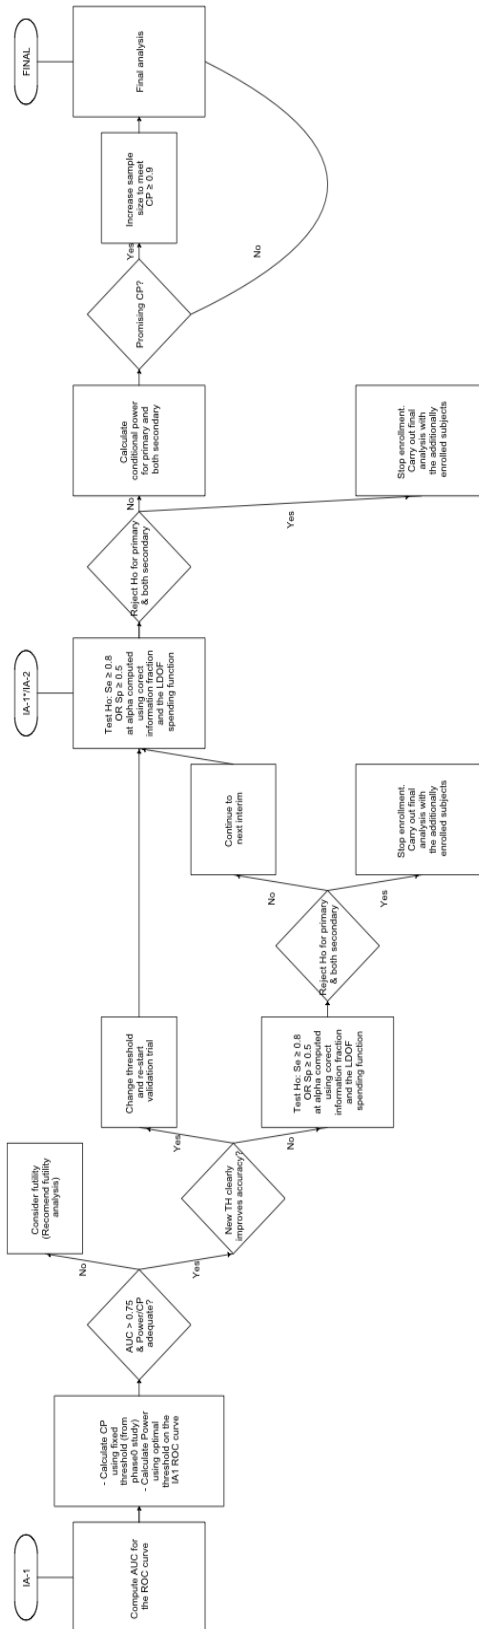 IA-1
Compute AUC for
the ROC curve
- Calculate CP
using fixed
threshold (from
phase0 study)
- Calculate Power
using optimal
threshold on the
IA1 ROC curve
AUC > 0.75
& Power/CP
adequate?
No
Yes
Consider futility
(Recomend futility
analysis)
New TH clearly
improves accuracy?
Yes
No
Change threshold
and re-start
validation trial
Test Ho: Se ≥ 0.8
OR Sp ≥ 0.5
at alpha computed
using corect
information fraction
and the LDOF
spending function
Reject Ho for primary
& both secondary
No
Yes
Continue to
next interim
Stop enrollment.
Carry out final
analysis with
the additionally
enrolled subjects
IA-1*/IA-2
Test Ho: Se ≥ 0.8
OR Sp ≥ 0.5
at alpha computed
using corect
information fraction
and the LDOF
spending function
Reject Ho for primary
& both secondary
No
Yes
Calculate
conditional power
for primary and
both secondary
Stop enrollment.
Carry out final
analysis with
the additionally
enrolled subjects
Promising CP?
Yes
No
Increase sample
size to meet
CP ≥ 0.9
FINAL
Final analysis